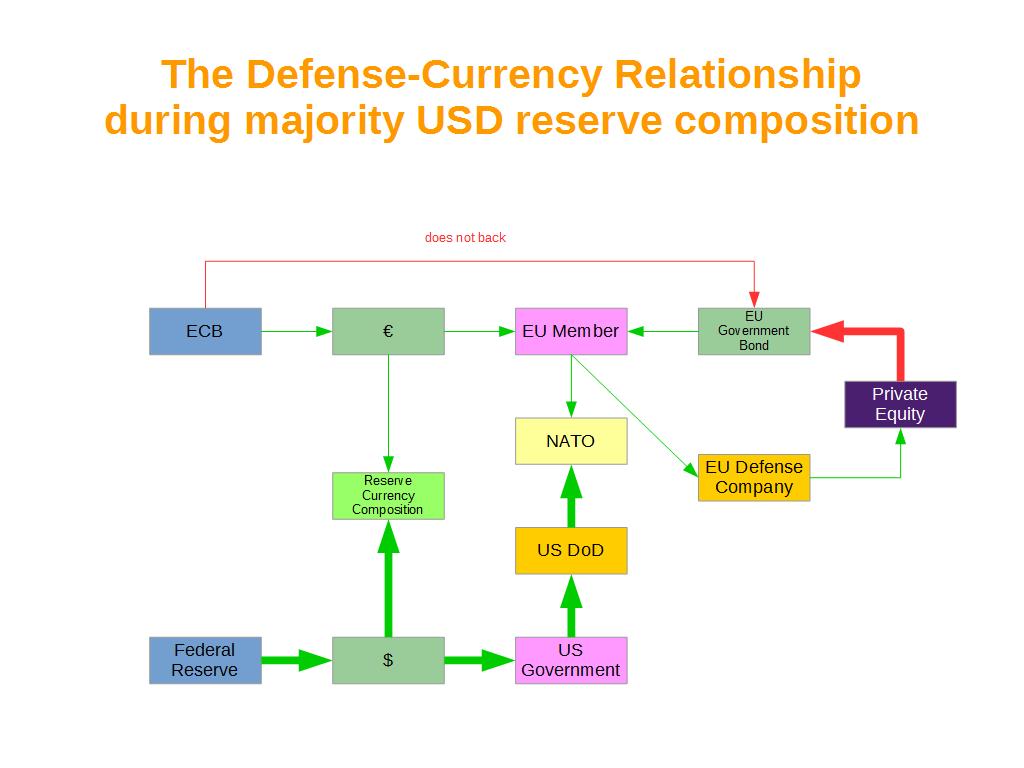 The Defense-Currency Relationship
during majority USD reserve composition
does not back
ECB
€
EU Member
EU
Government
Bond
Private
Equity
NATO
EU Defense
Company
Reserve
Currency
Composition
US DoD
Federal
Reserve
$
US
Government